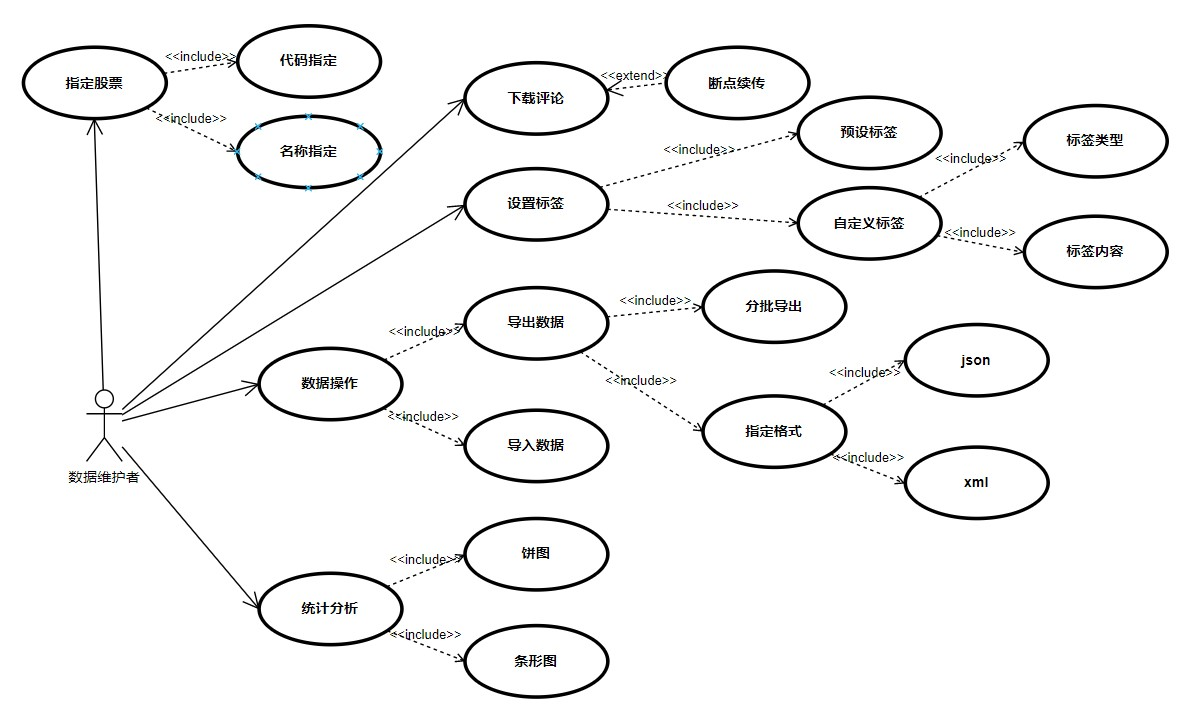 指定股票
<<include>>
代码指定
<<include>>
名称指定
下载评论
<<extend>>
断点续传
设置标签
<<include>>
预设标签
<<include>>
自定义标签
<<include>>
标签类型
<<include>>
标签内容
数据维护者
数据操作
<<include>>
导出数据
<<include>>
分批导出
<<include>>
指定格式
<<include>>
json
<<include>>
xml
<<include>>
导入数据
统计分析
<<include>>
饼图
<<include>>
条形图